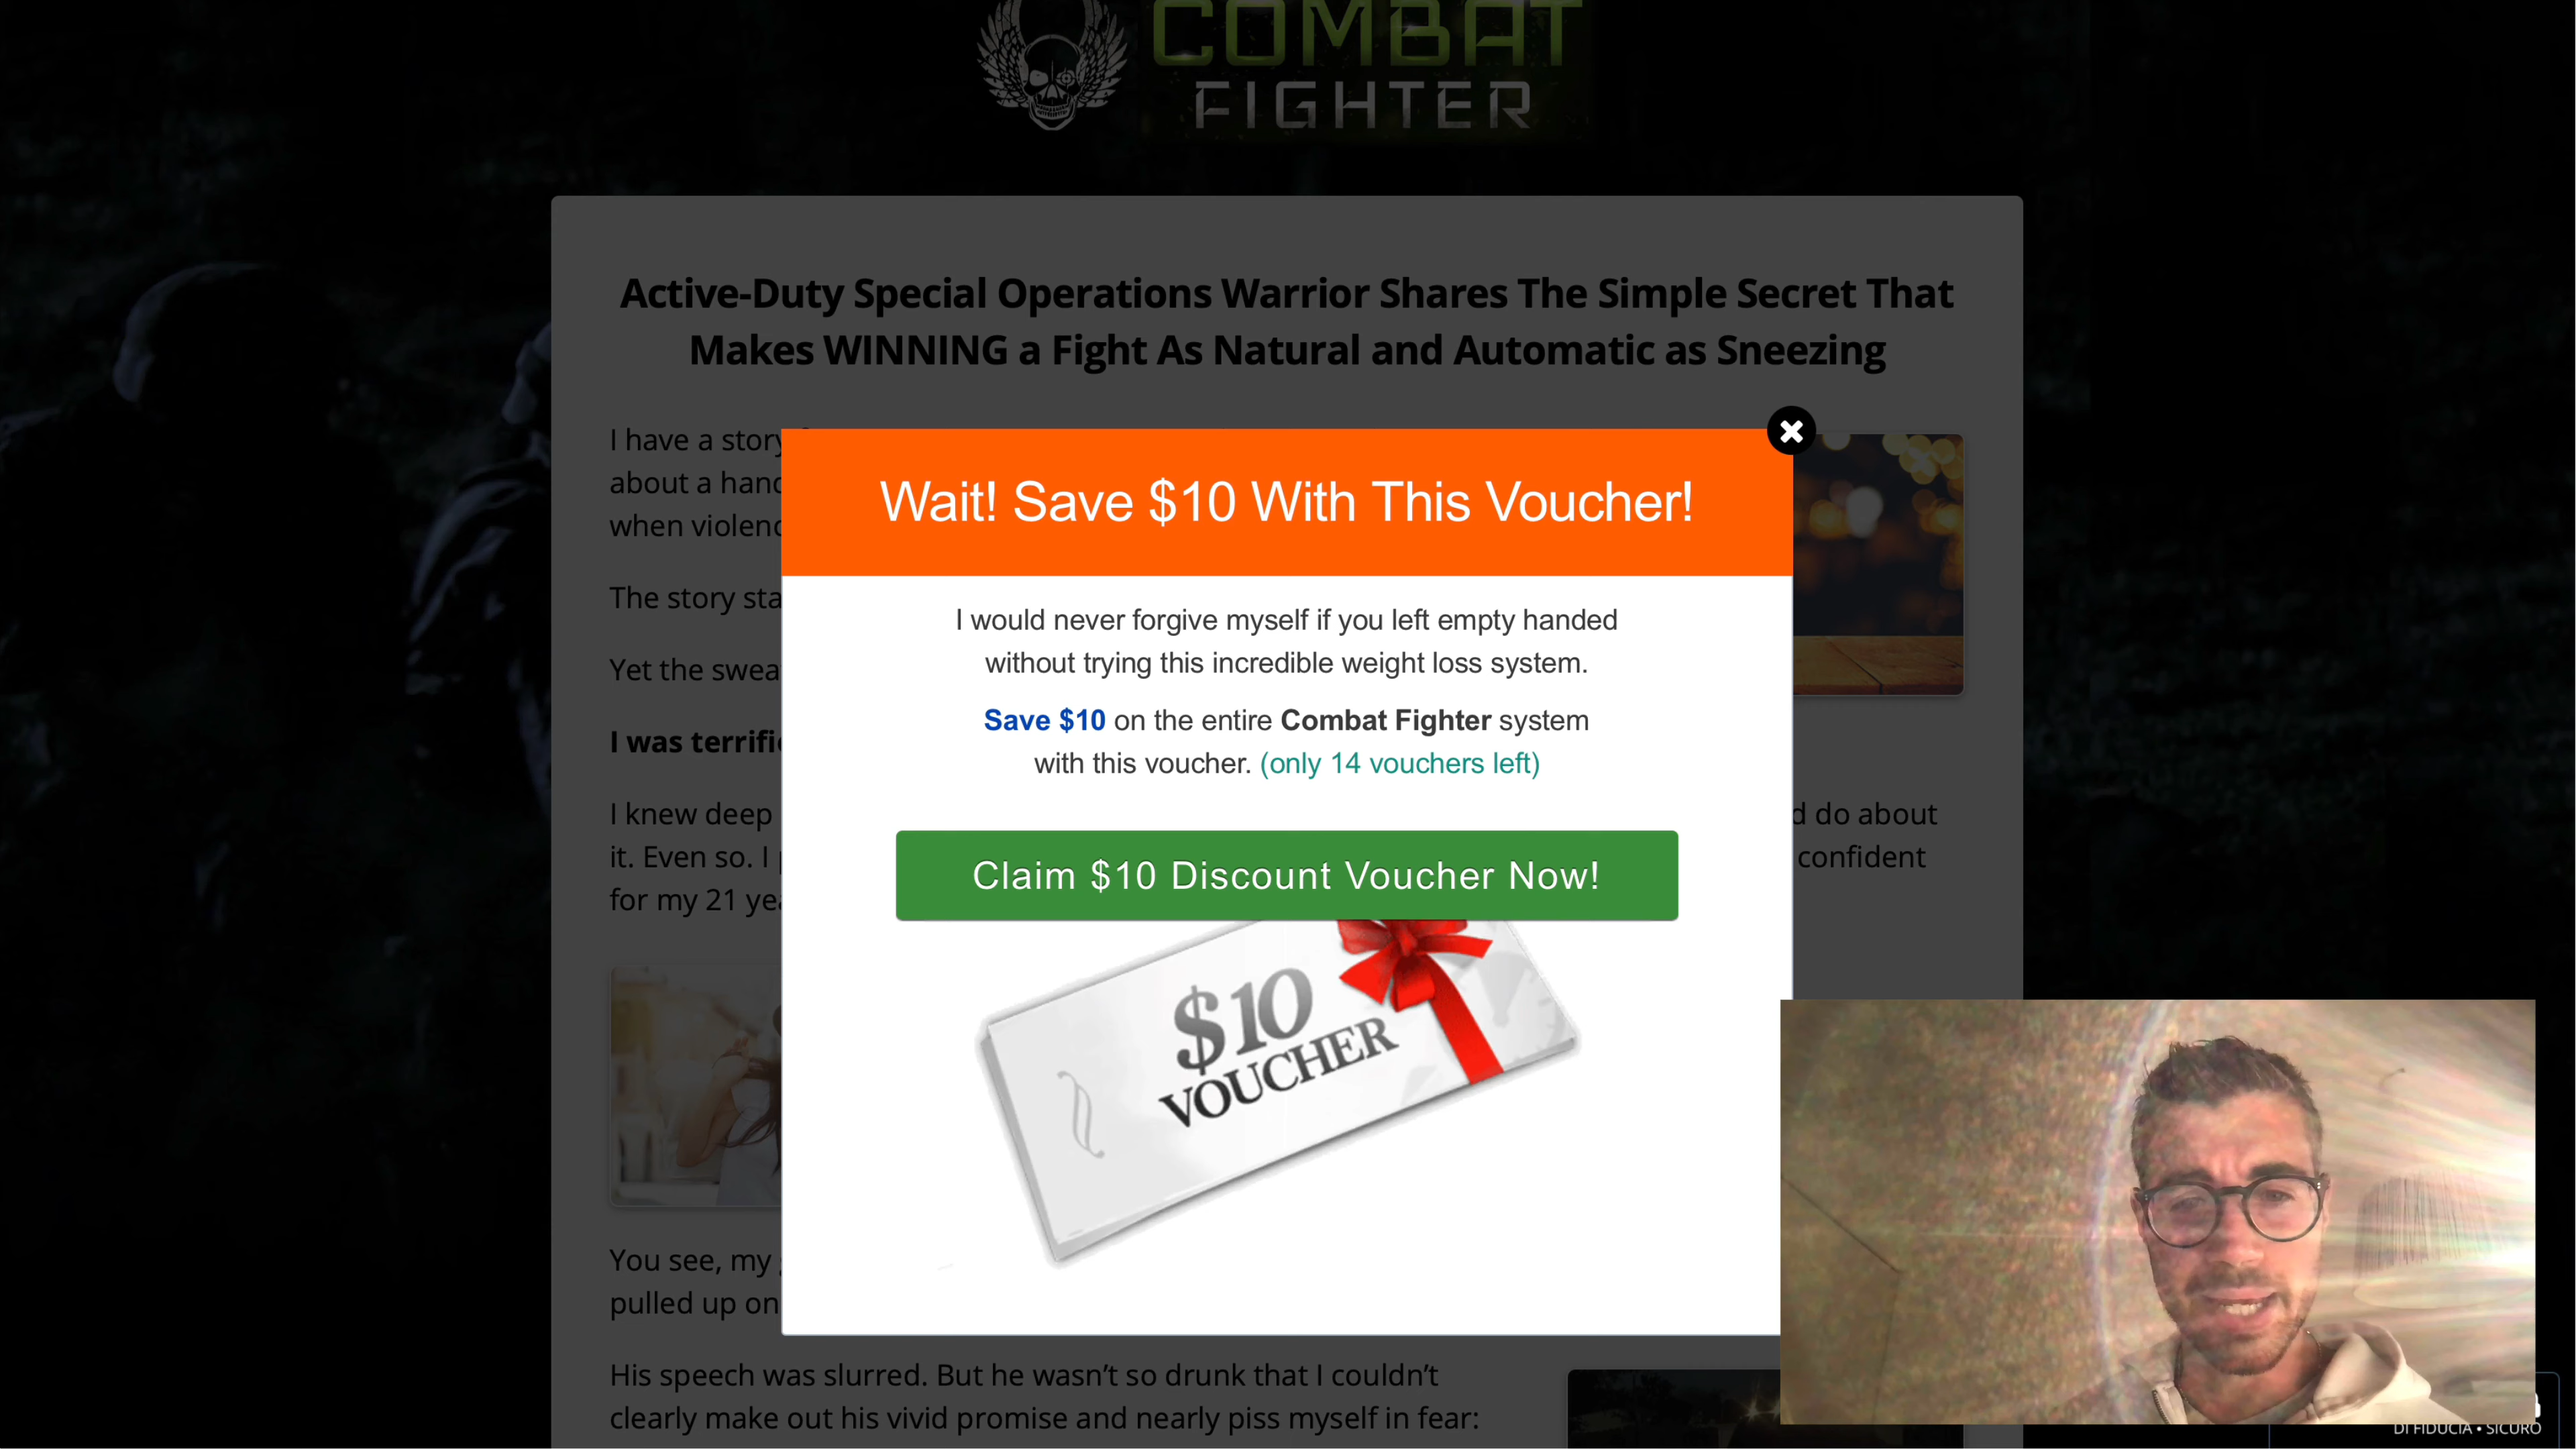 COMBAT
FIGHTER
Active-Duty Special Operations Warrior Shares The Simple Secret That
Makes WINNING a Fight As Natural and Automatic as Sneezing
I have a story
about a hand
when violenc
The story sta
Yet the swea
I was terrifi
I knew deep
d do about
it. Even so. I
confident
for my 21 yea
Wait! Save $10 With This Voucher!
I would never forgive myself if you left empty handed
without trying this incredible weight loss system.
Save $10 on the entire Combat Fighter system
with this voucher. (only 14 vouchers left)
Claim $10 Discount Voucher Now!
$10
VOUCHER
You see, my
pulled up on
His speech was slurred. But he wasn’t so drunk that I couldn’t
clearly make out his vivid promise and nearly piss myself in fear:
DI FIDUCIA • SICURO